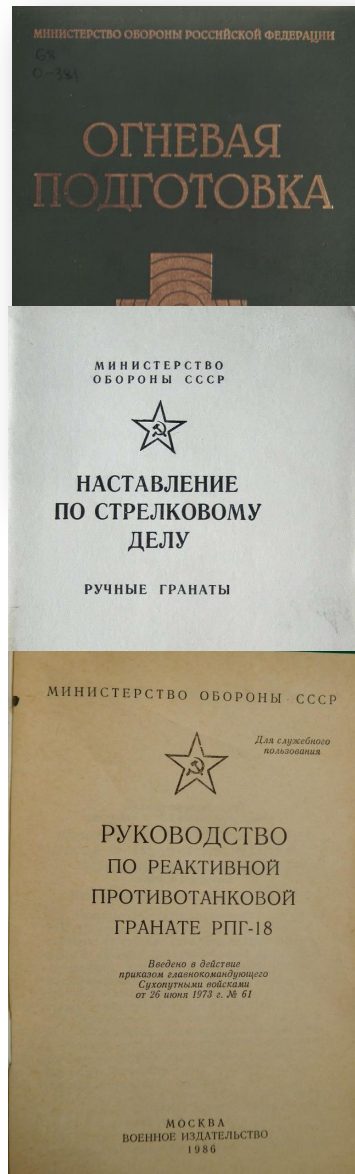 МИНИСТЕРСТВО ОБОРОНЫ РОССИЙСКОЙ ФЕДЕРАЦИИ
68
О-381
ОГНЕВАЯ
ПОДГОТОВКА
МИНИСТЕРСТВО
ОБОРОНЫ СССР
НАСТАВЛЕНИЕ
ПО СТРЕЛКОВОМУ
ДЕЛУ
РУЧНЫЕ ГРАНАТЫ
МИНИСТЕРСТВО ОБОРОНЫ СССР
Для служебного
пользования
РУКОВОДСТВО
ПО РЕАКТИВНОЙ
ПРОТИВОТАНКОВОЙ
ГРАНАТЕ РПГ-18
Введено в действие
приказом главнокомандующего
Сухопутными войсками
от 26 июня 1973 г. № 61
МОСКВА
ВОЕННОЕ ИЗДАТЕЛЬСТВО
1986